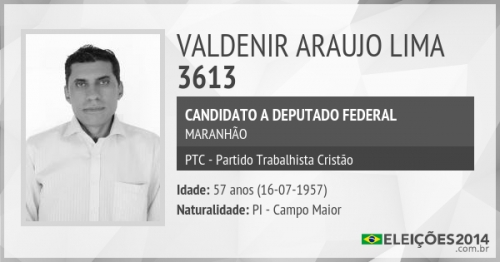 VALDENIR ARAUJO LIMA
3613
CANDIDATO A DEPUTADO FEDERAL
MARANHÃO
PTC - Partido Trabalhista Cristão
Idade: 57 anos (16-07-1957)
Naturalidade: PI - Campo Maior
ELEIÇÕES2014
.com.br